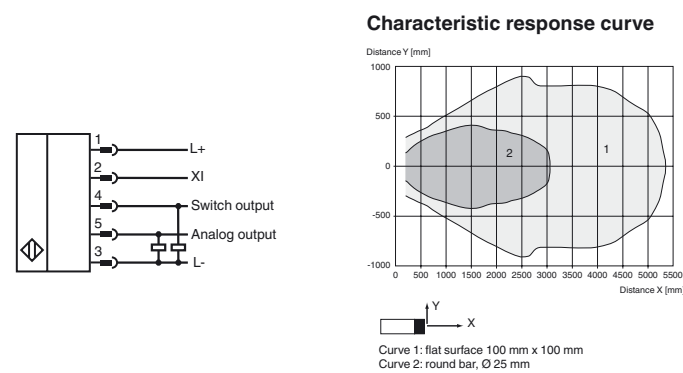 Characteristic response curve
Distance Y [mm]
1000
500
0
-500
-1000
1
2
0 500 1000 1500 2000 2500 3000 3500 4000 4500 5000 5500
Distance X [mm]
1 L+
2 XI
4 Switch output
5 Analog output
3 L-
Y
X
Curve 1: flat surface 100 mm x 100 mm
Curve 2: round bar, Ø 25 mm